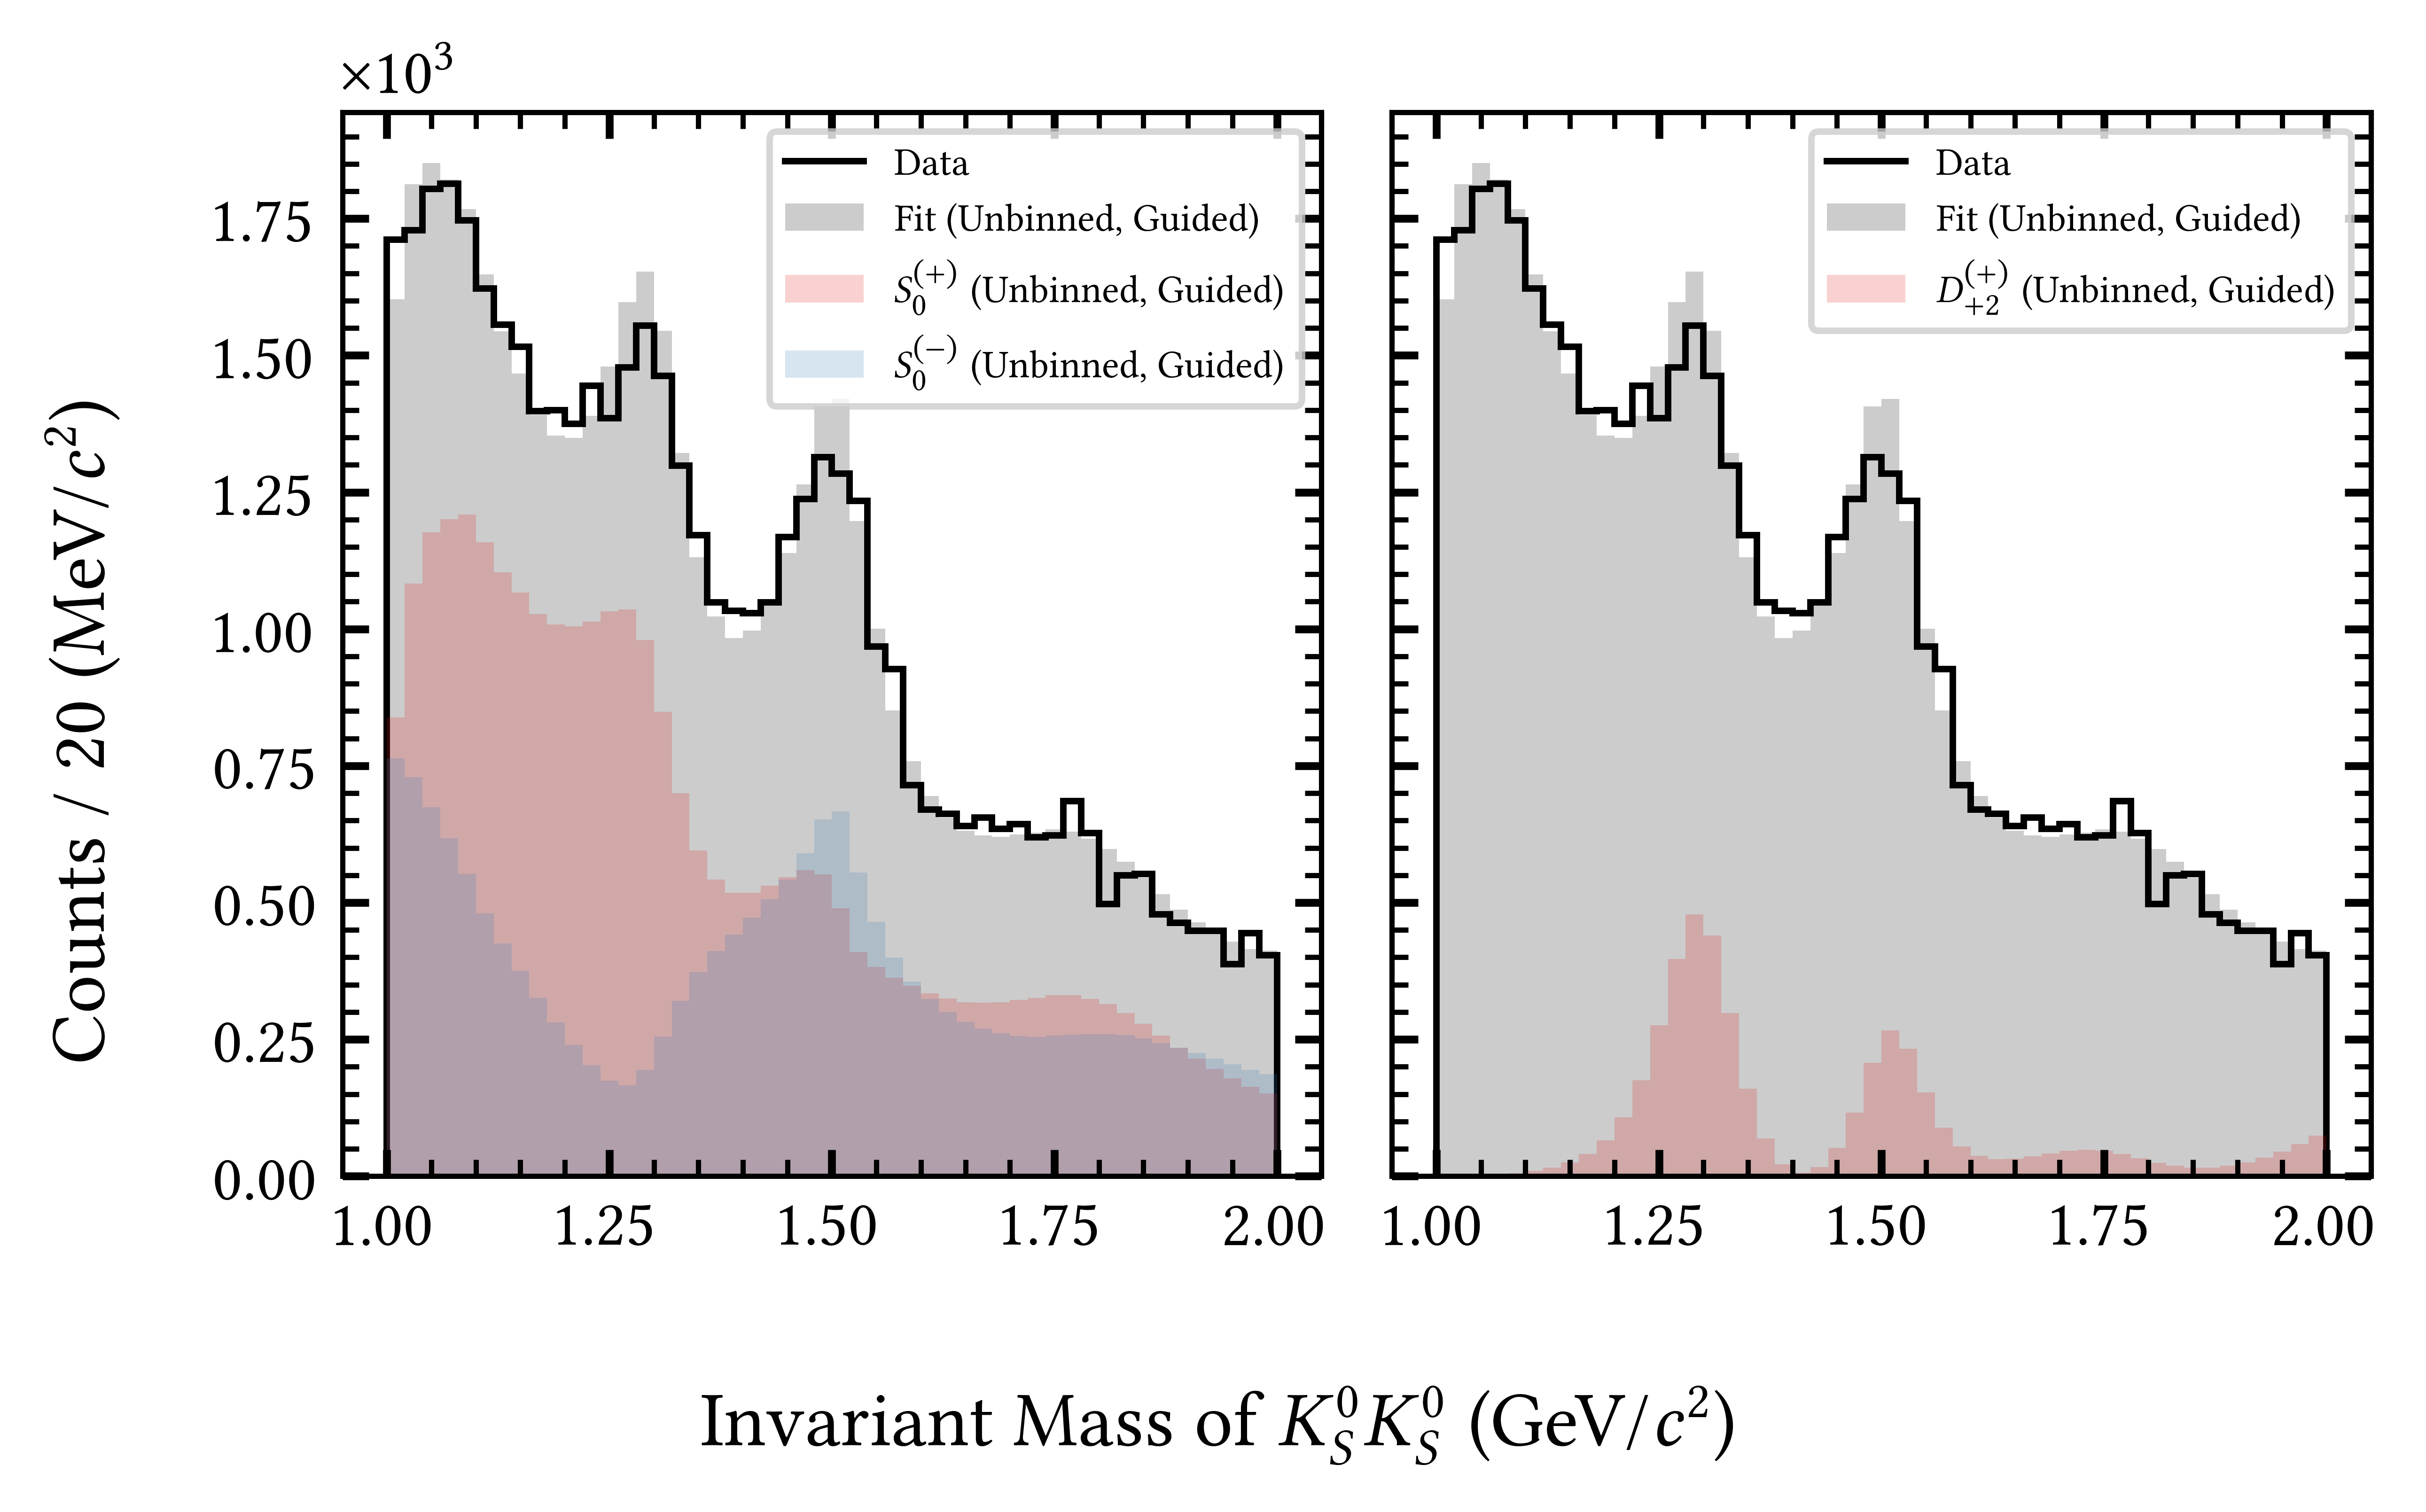 ×10³
Counts / 20 (MeV/c²)
1.75
1.50
1.25
1.00
0.75
0.50
0.25
0.00
Data
Fit (Unbinned, Guided)
S₀⁽⁺⁾ (Unbinned, Guided)
S₀⁽⁻⁾ (Unbinned, Guided)
1.00 1.25 1.50 1.75 2.00
Data
Fit (Unbinned, Guided)
D₊₂⁽⁺⁾ (Unbinned, Guided)
1.00 1.25 1.50 1.75 2.00
Invariant Mass of K_S^0K_S^0 (GeV/c²)